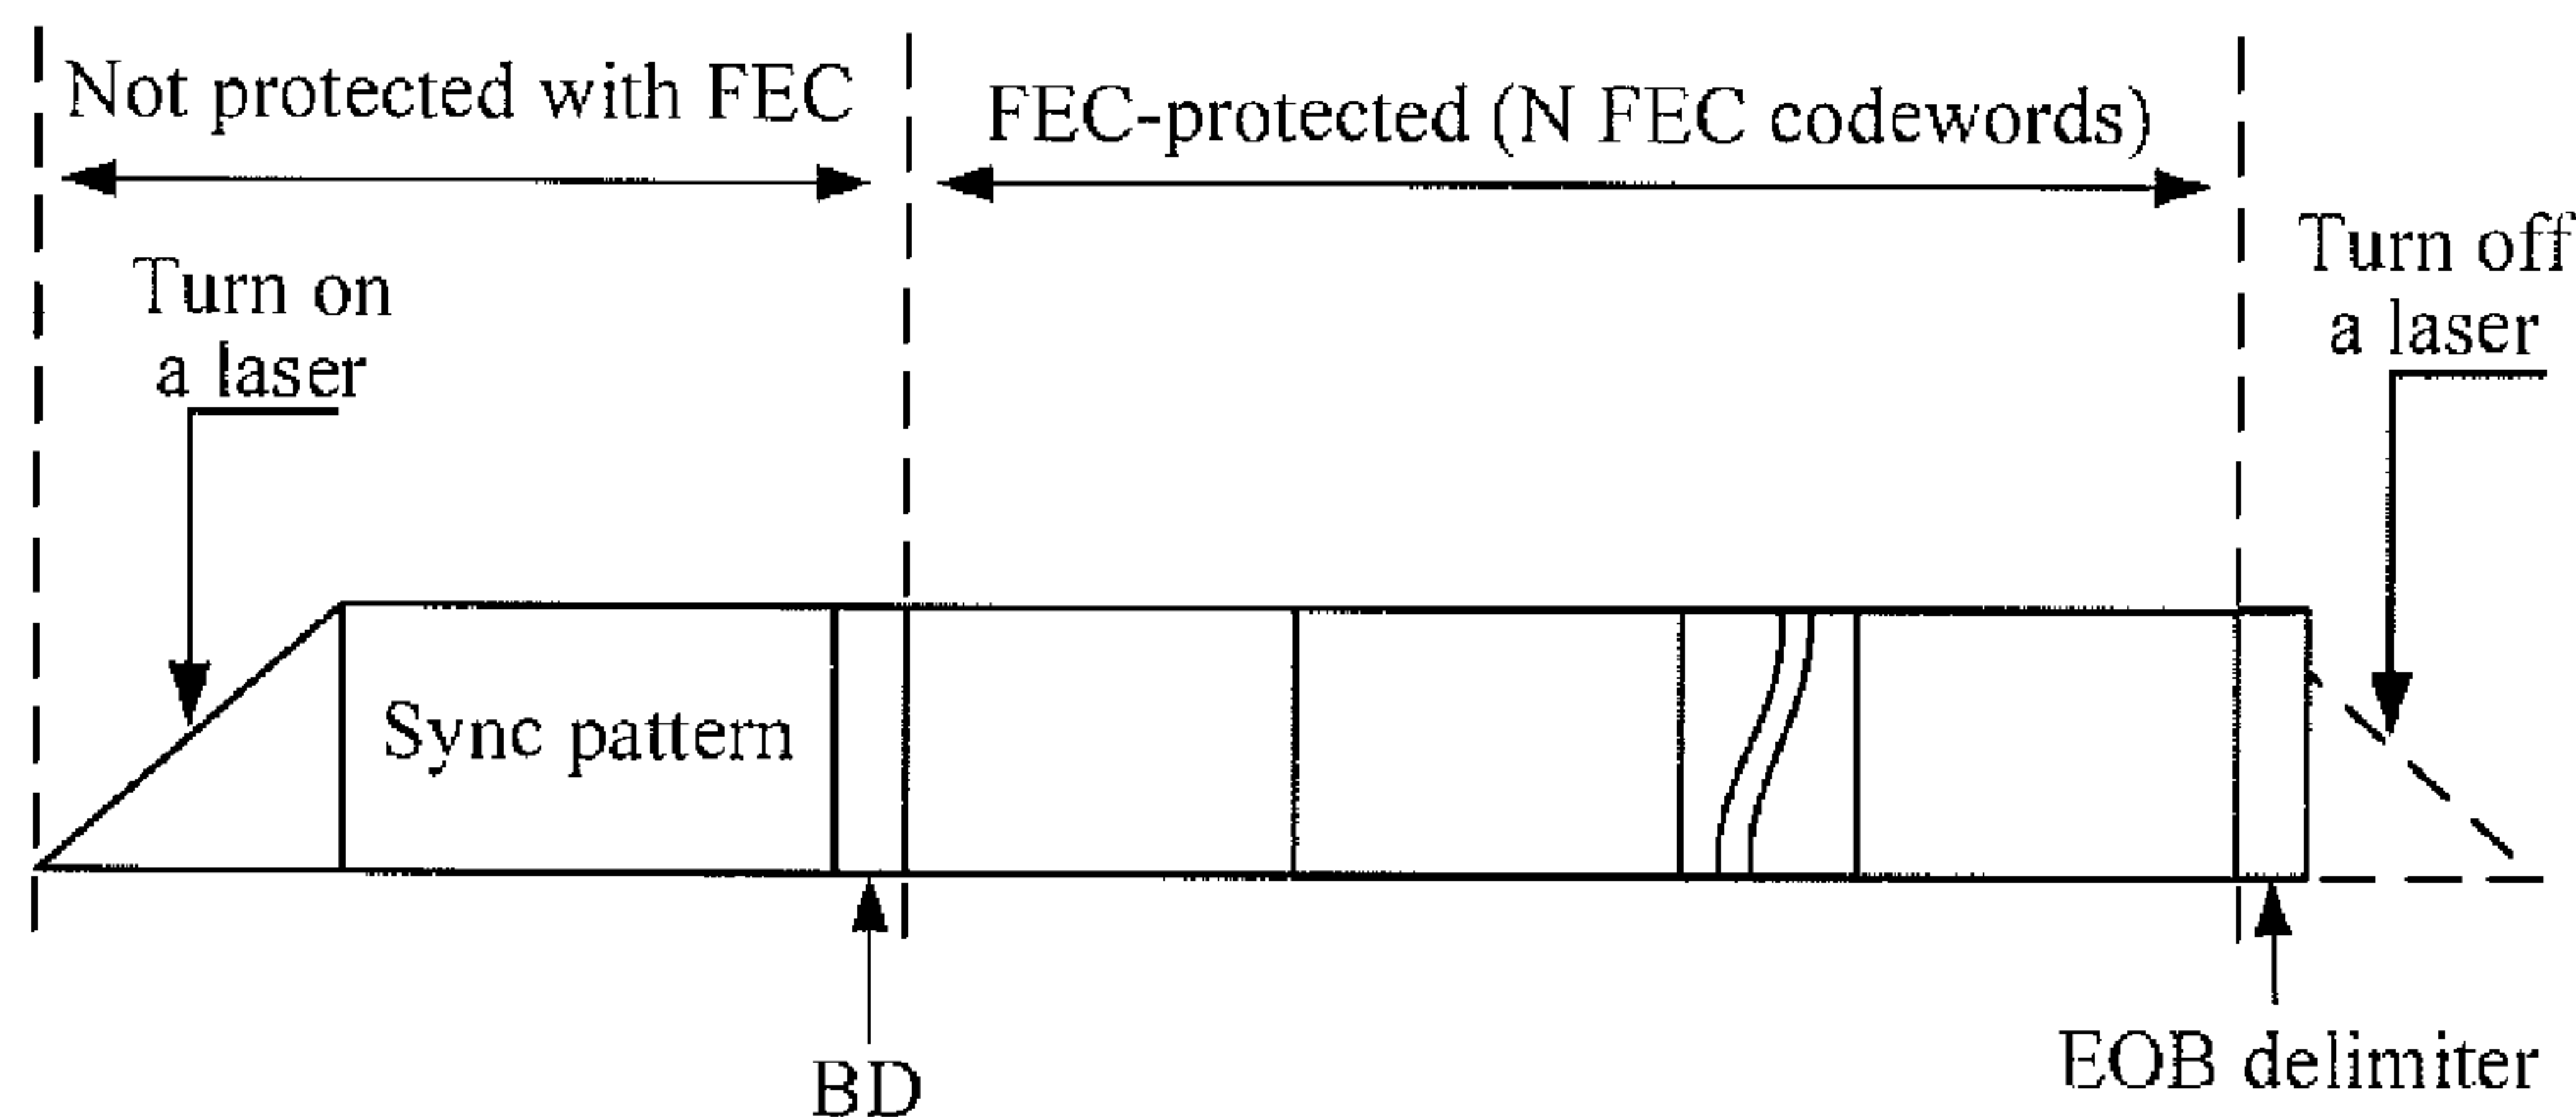 Not protected with FEC
FEC-protected (N FEC codewords)
Turn on
a laser
Turn off
a laser
Sync pattern
BD
EOB delimiter